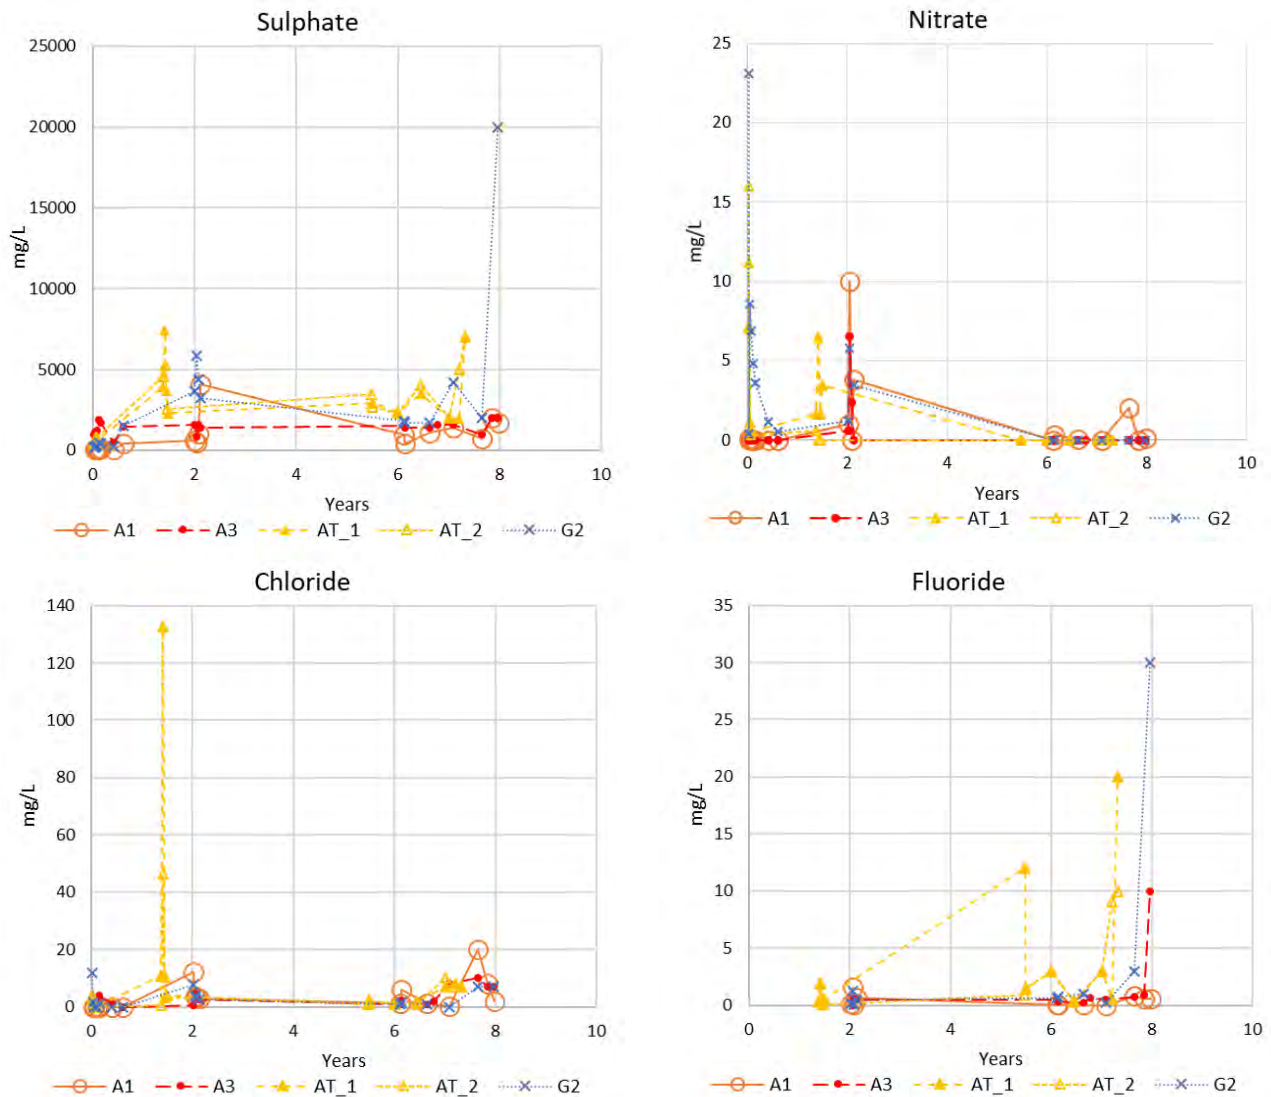 Sulphate
25000
20000
15000
10000
5000
0
mg/L
0 2 4 6 8 10
Years
A1 A3 AT_1 AT_2 G2
Nitrate
25
20
15
10
5
0
mg/L
0 2 4 6 8 10
Years
A1 A3 AT_1 AT_2 G2
Chloride
140
120
100
80
60
40
20
0
mg/L
0 2 4 6 8 10
Years
A1 A3 AT_1 AT_2 G2
Fluoride
35
30
25
20
15
10
5
0
mg/L
0 2 4 6 8 10
Years
A1 A3 AT_1 AT_2 G2